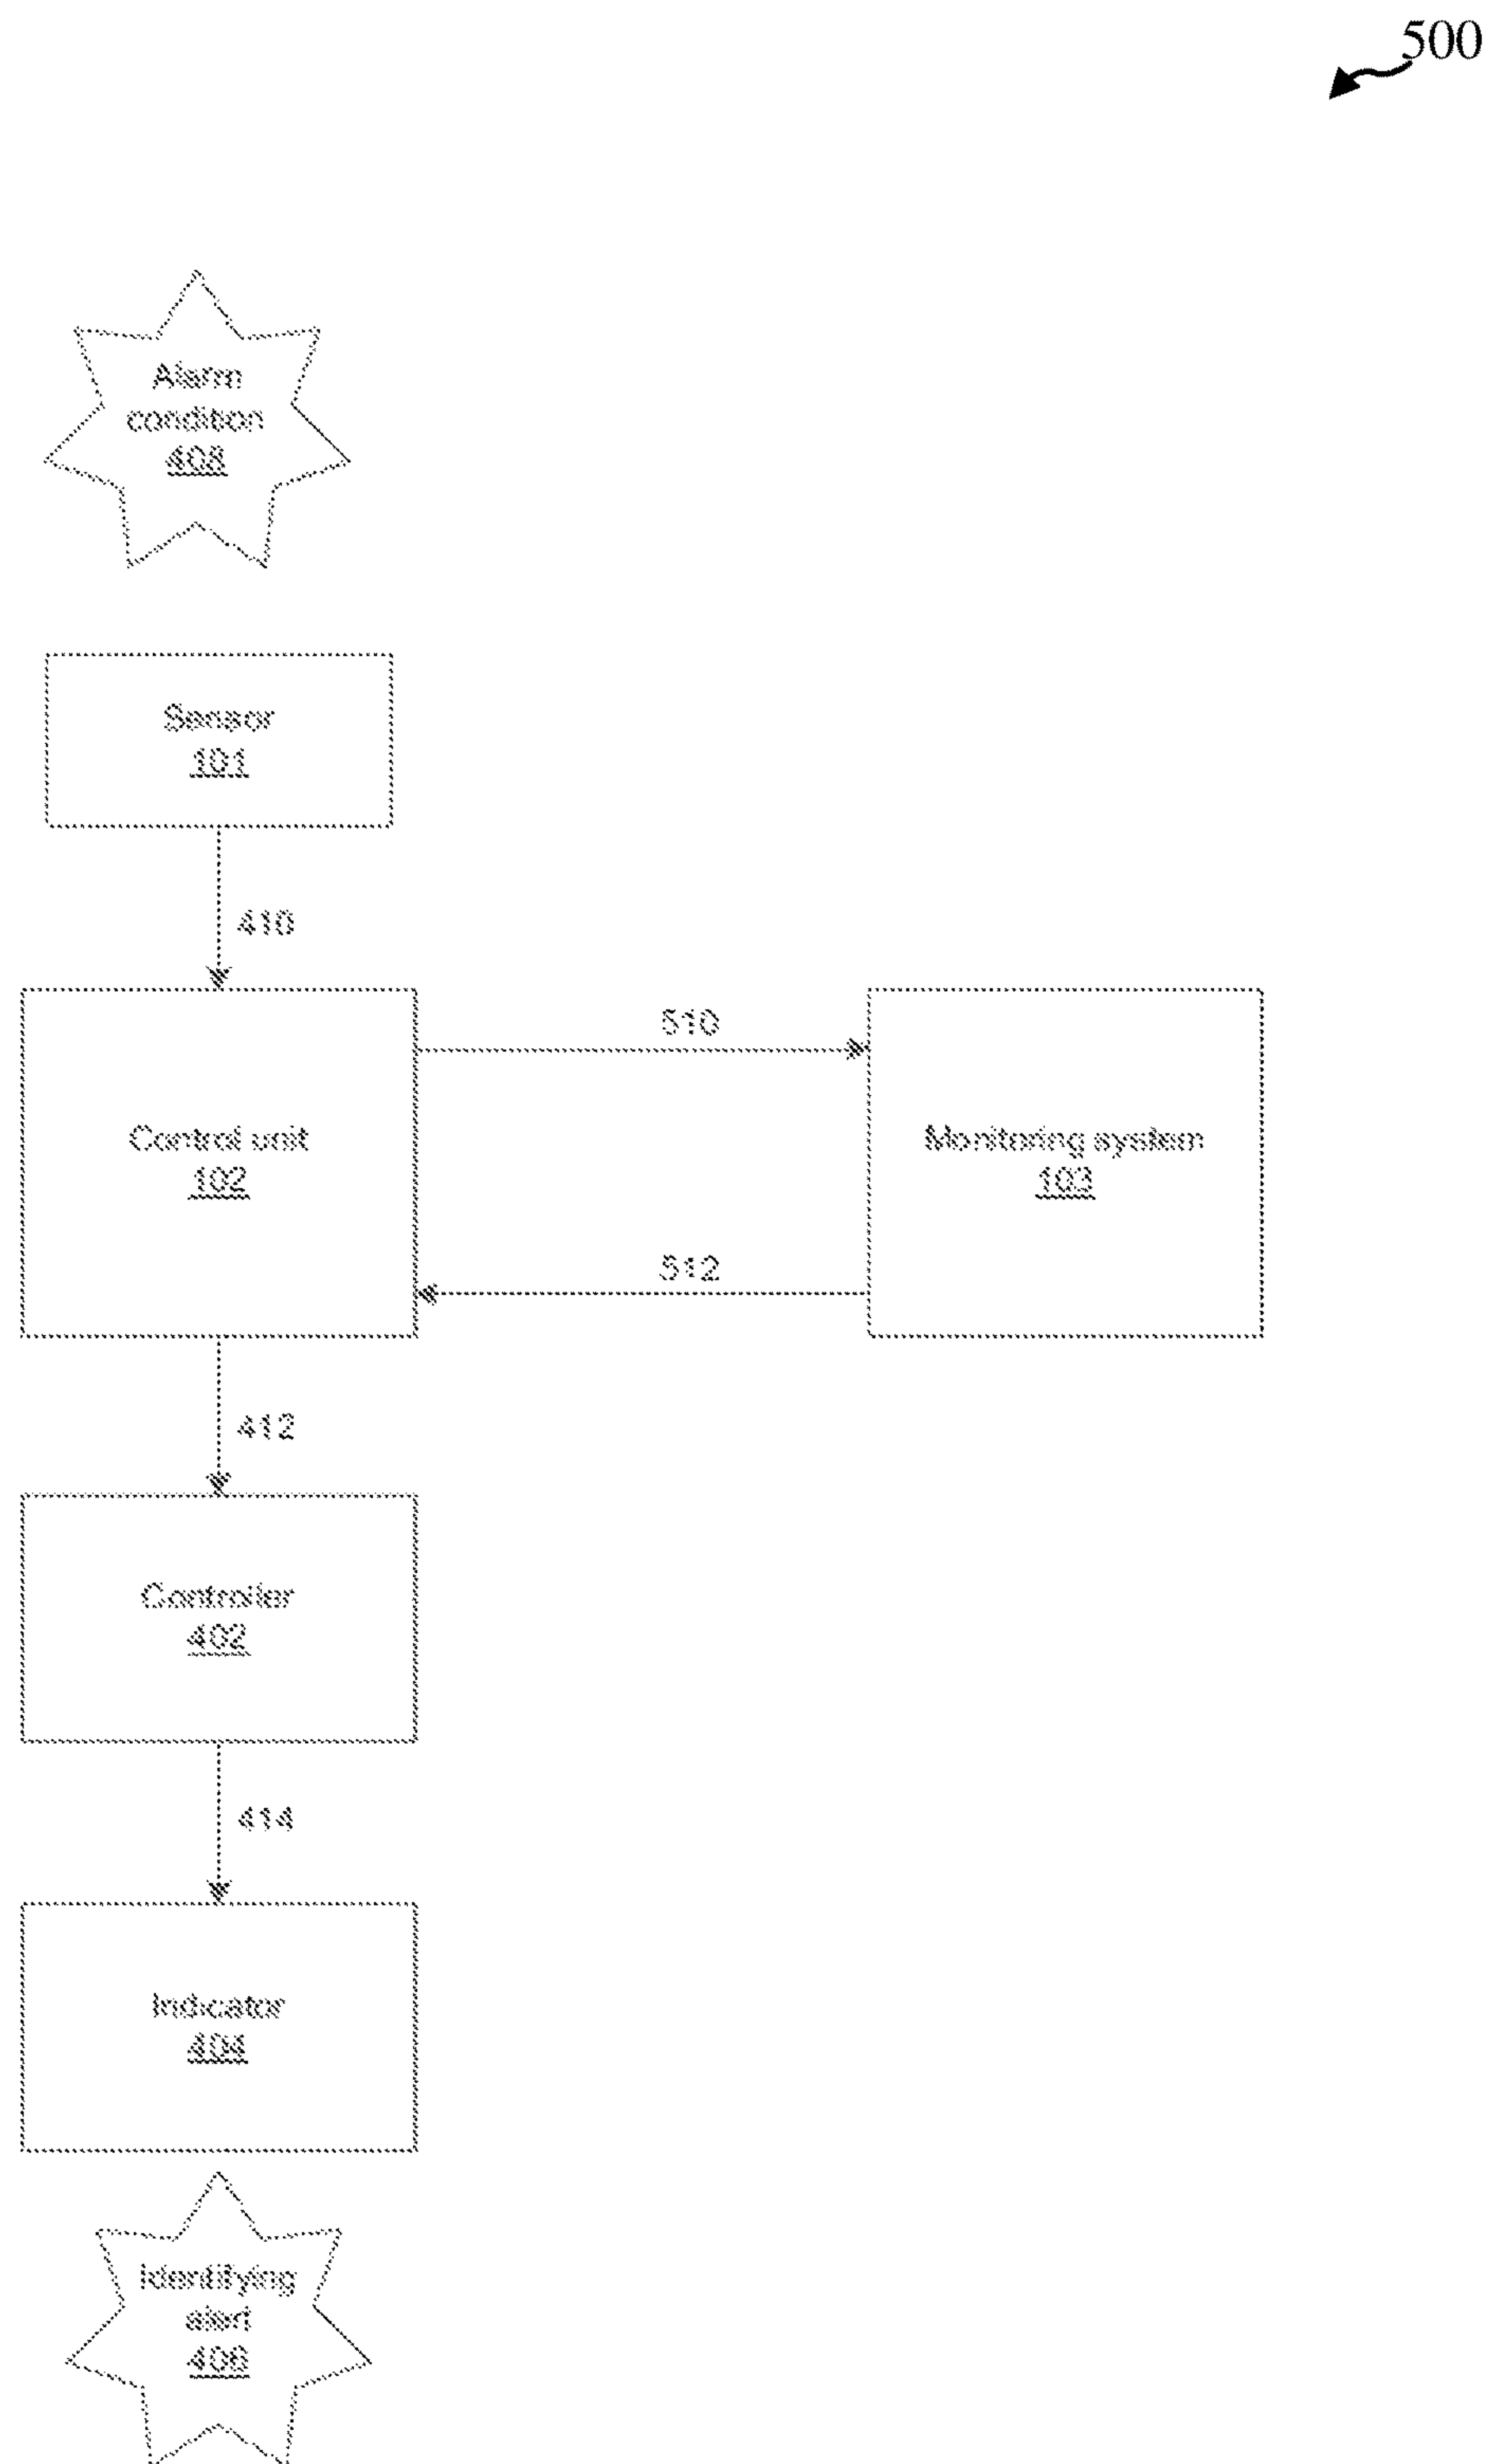 500
Alarm
condition
408
Sensor
101
410
510
Control unit
102
Monitoring system
103
512
412
Controller
402
414
Indicator
404
Identifying
alert
406